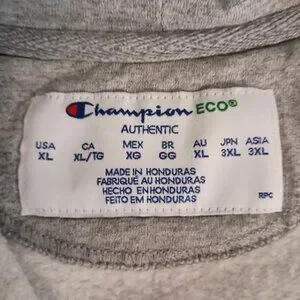 Champion ECO®
AUTHENTIC
USA CA MEX BR AU JPN ASIA
XL XL/TG XG GG XL 3XL 3XL
MADE IN HONDURAS
FABRIQUÉ AU HONDURAS
HECHO EN HONDURAS
FEITO EM HONDURAS
RPC